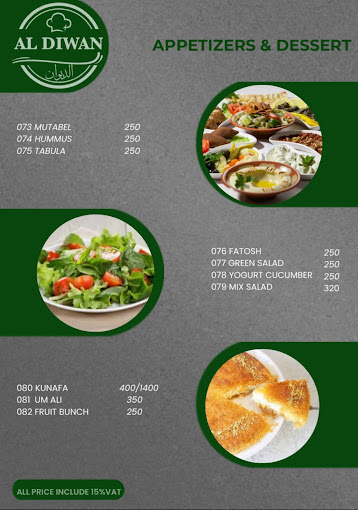 AL DIWAN
الديوان
APPETIZERS & DESSERT
073 MUTABEL 250
074 HUMMUS 250
075 TABULA 250
076 FATOSH 250
077 GREEN SALAD 250
078 YOGURT CUCUMBER 250
079 MIX SALAD 320
080 KUNAFA 400/1400
081 UM ALI 350
082 FRUIT BUNCH 250
ALL PRICE INCLUDE 15%VAT